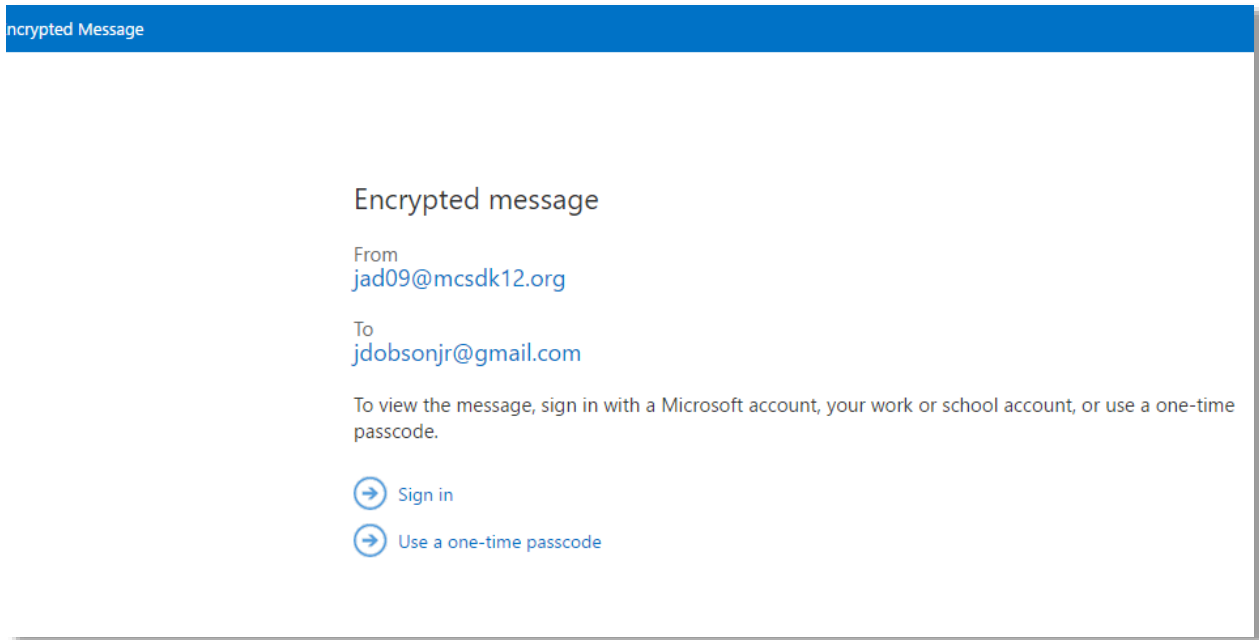 ncrypted Message
Encrypted message
From
jad09@mcsdk12.org
To
jdobsonjr@gmail.com
To view the message, sign in with a Microsoft account, your work or school account, or use a one-time
passcode.
Sign in
Use a one-time passcode